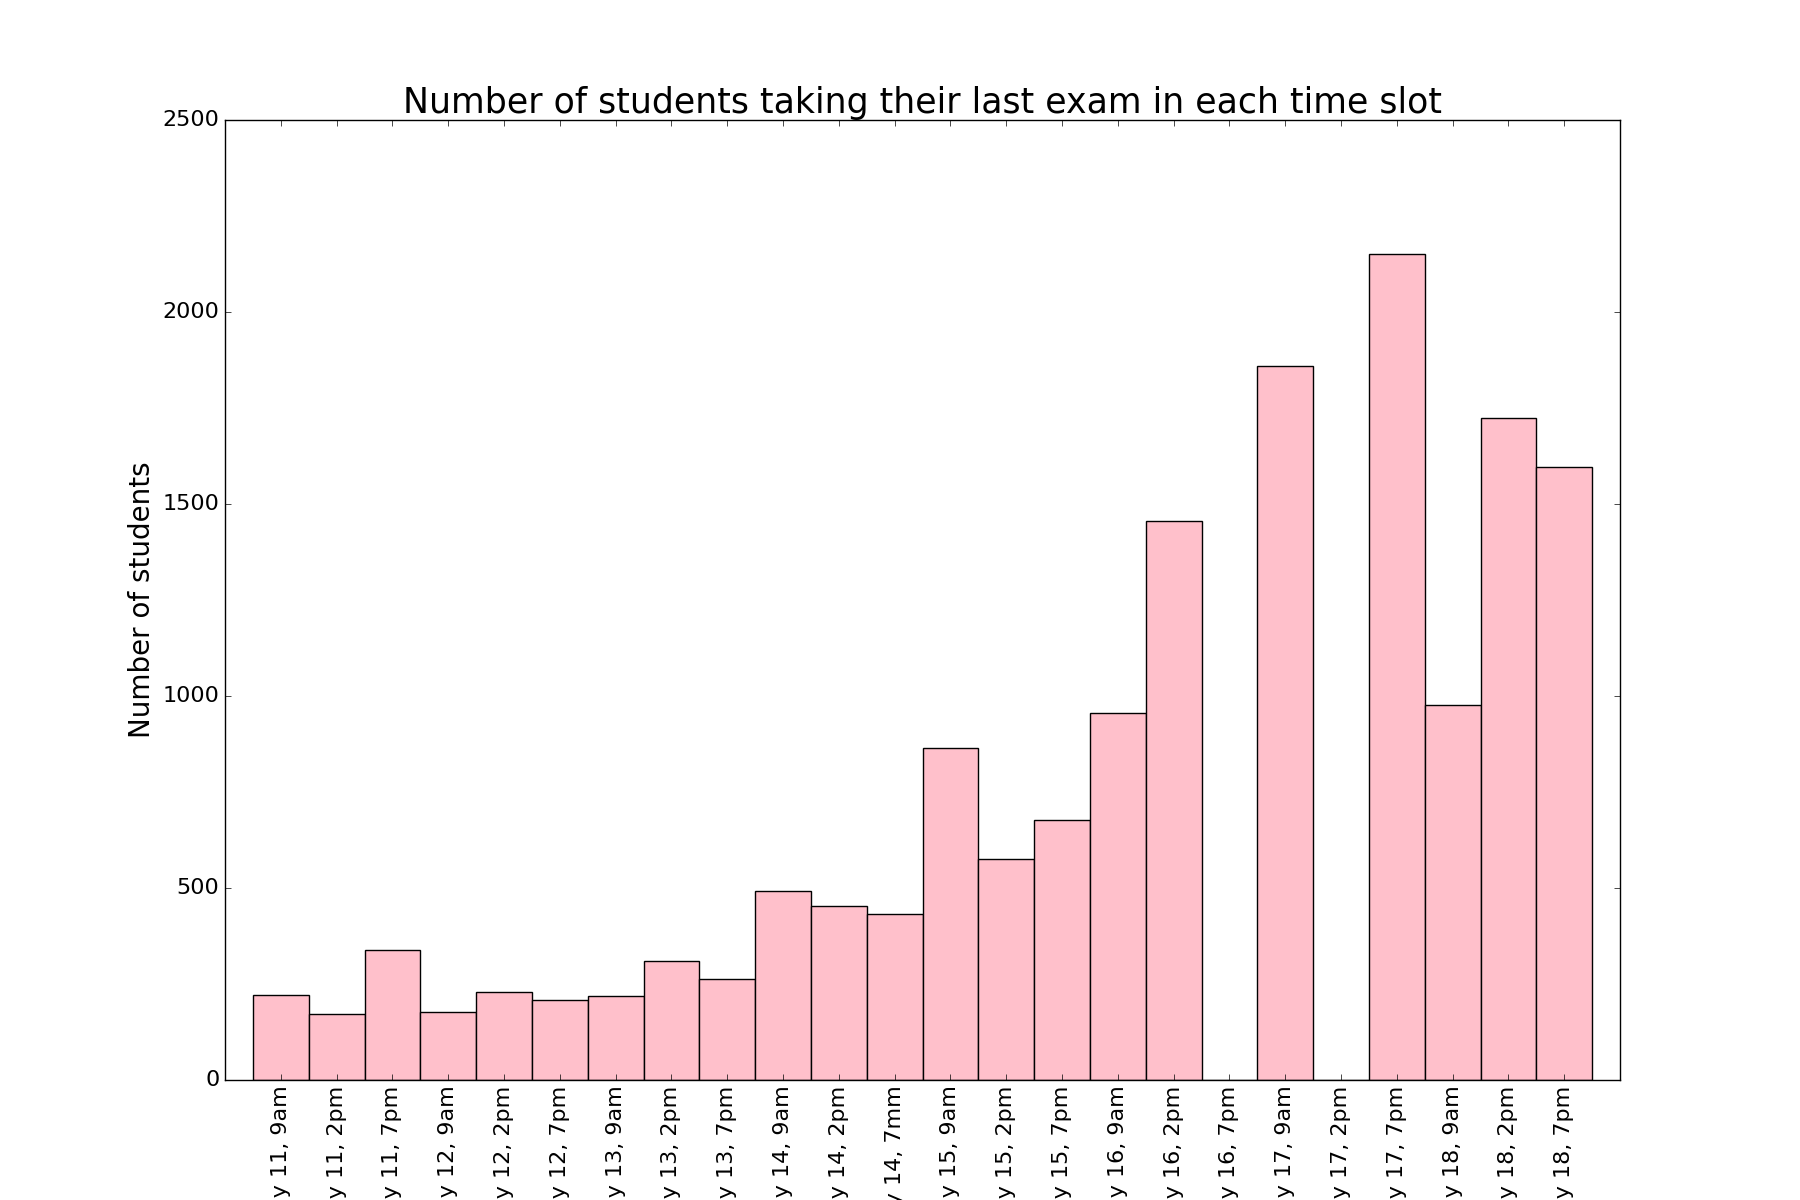 Number of students taking their last exam in each time slot
Number of students
2500
2000
1500
1000
500
0
y 11, 9am
y 11, 2pm
y 11, 7pm
y 12, 9am
y 12, 2pm
y 12, 7pm
y 13, 9am
y 13, 2pm
y 13, 7pm
y 14, 9am
y 14, 2pm
y 14, 7mm
y 15, 9am
y 15, 2pm
y 15, 7pm
y 16, 9am
y 16, 2pm
y 16, 7pm
y 17, 9am
y 17, 2pm
y 17, 7pm
y 18, 9am
y 18, 2pm
y 18, 7pm